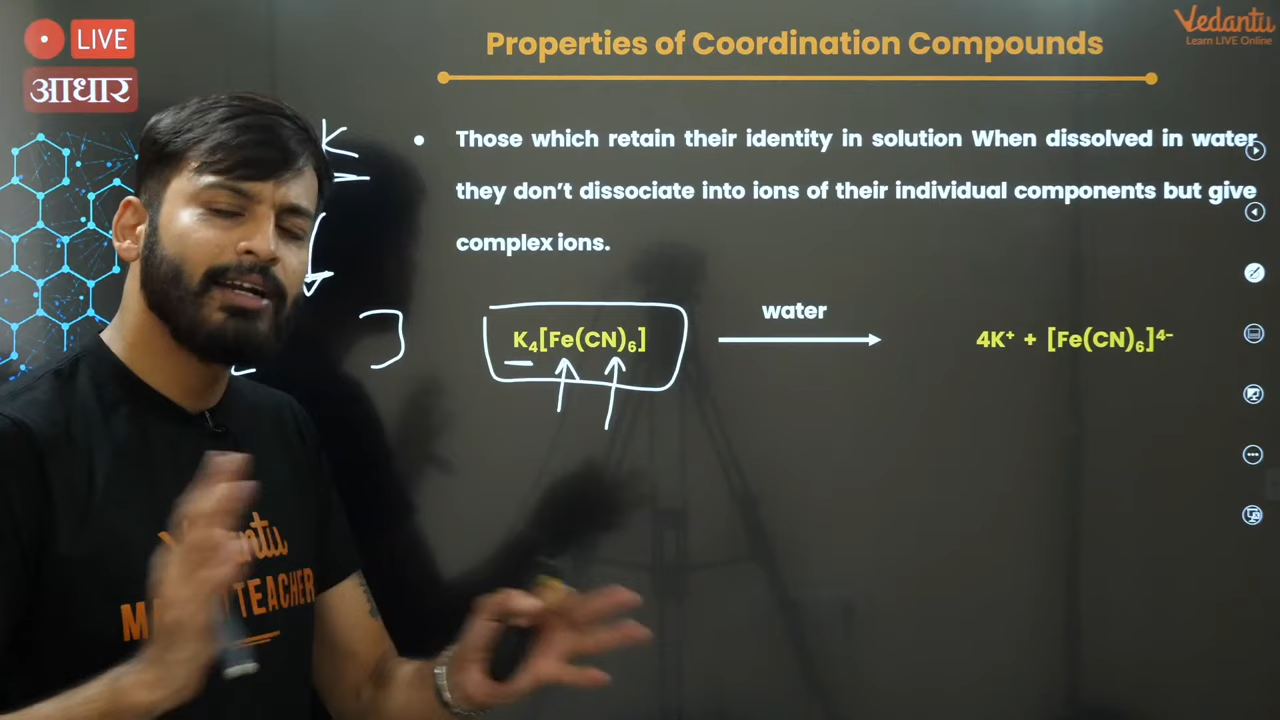 LIVE
आधार
Vedantu
Learn LIVE Online
Properties of Coordination Compounds
K
• Those which retain their identity in solution When dissolved in water
they don’t dissociate into ions of their individual components but give
complex ions.
K₄[Fe(CN)₆]
water
4K⁺ + [Fe(CN)₆]⁴⁻
Vedantu
TEACHER